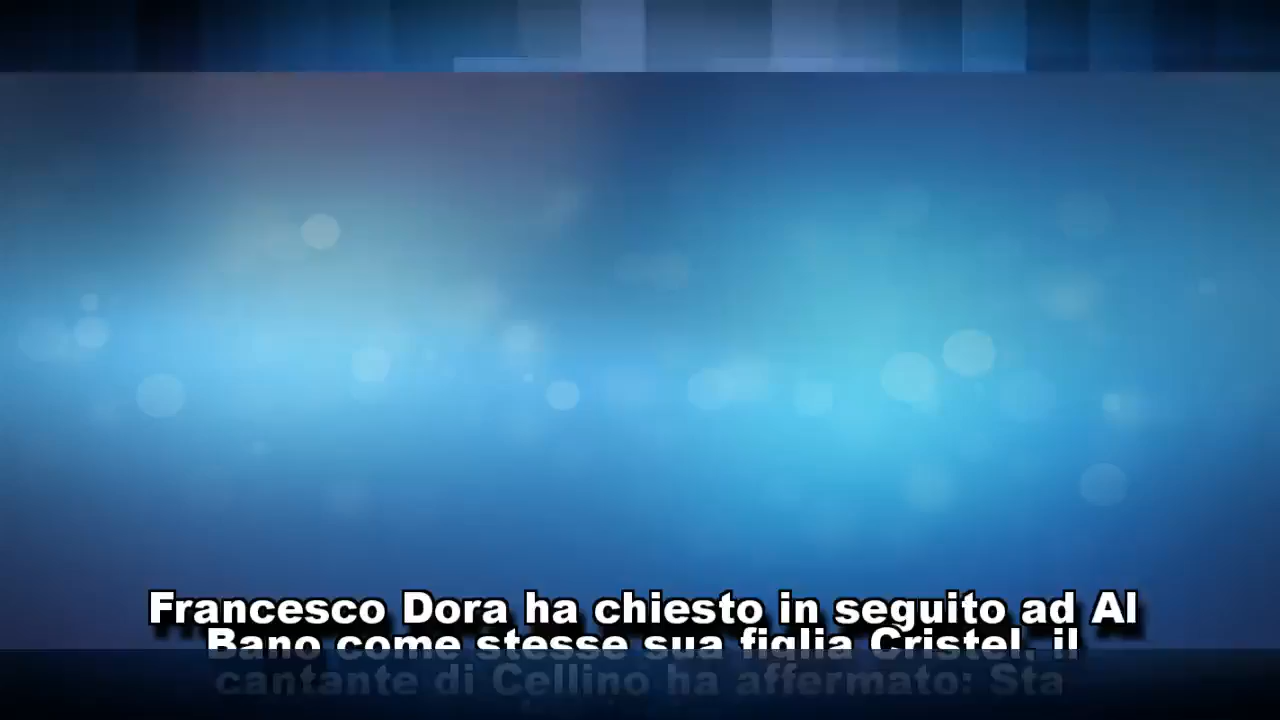 Francesco Dora ha chiesto in seguito ad Al
Bano come stesse sua figlia Cristel, il
cantante di Cellino ha affermato: Sta